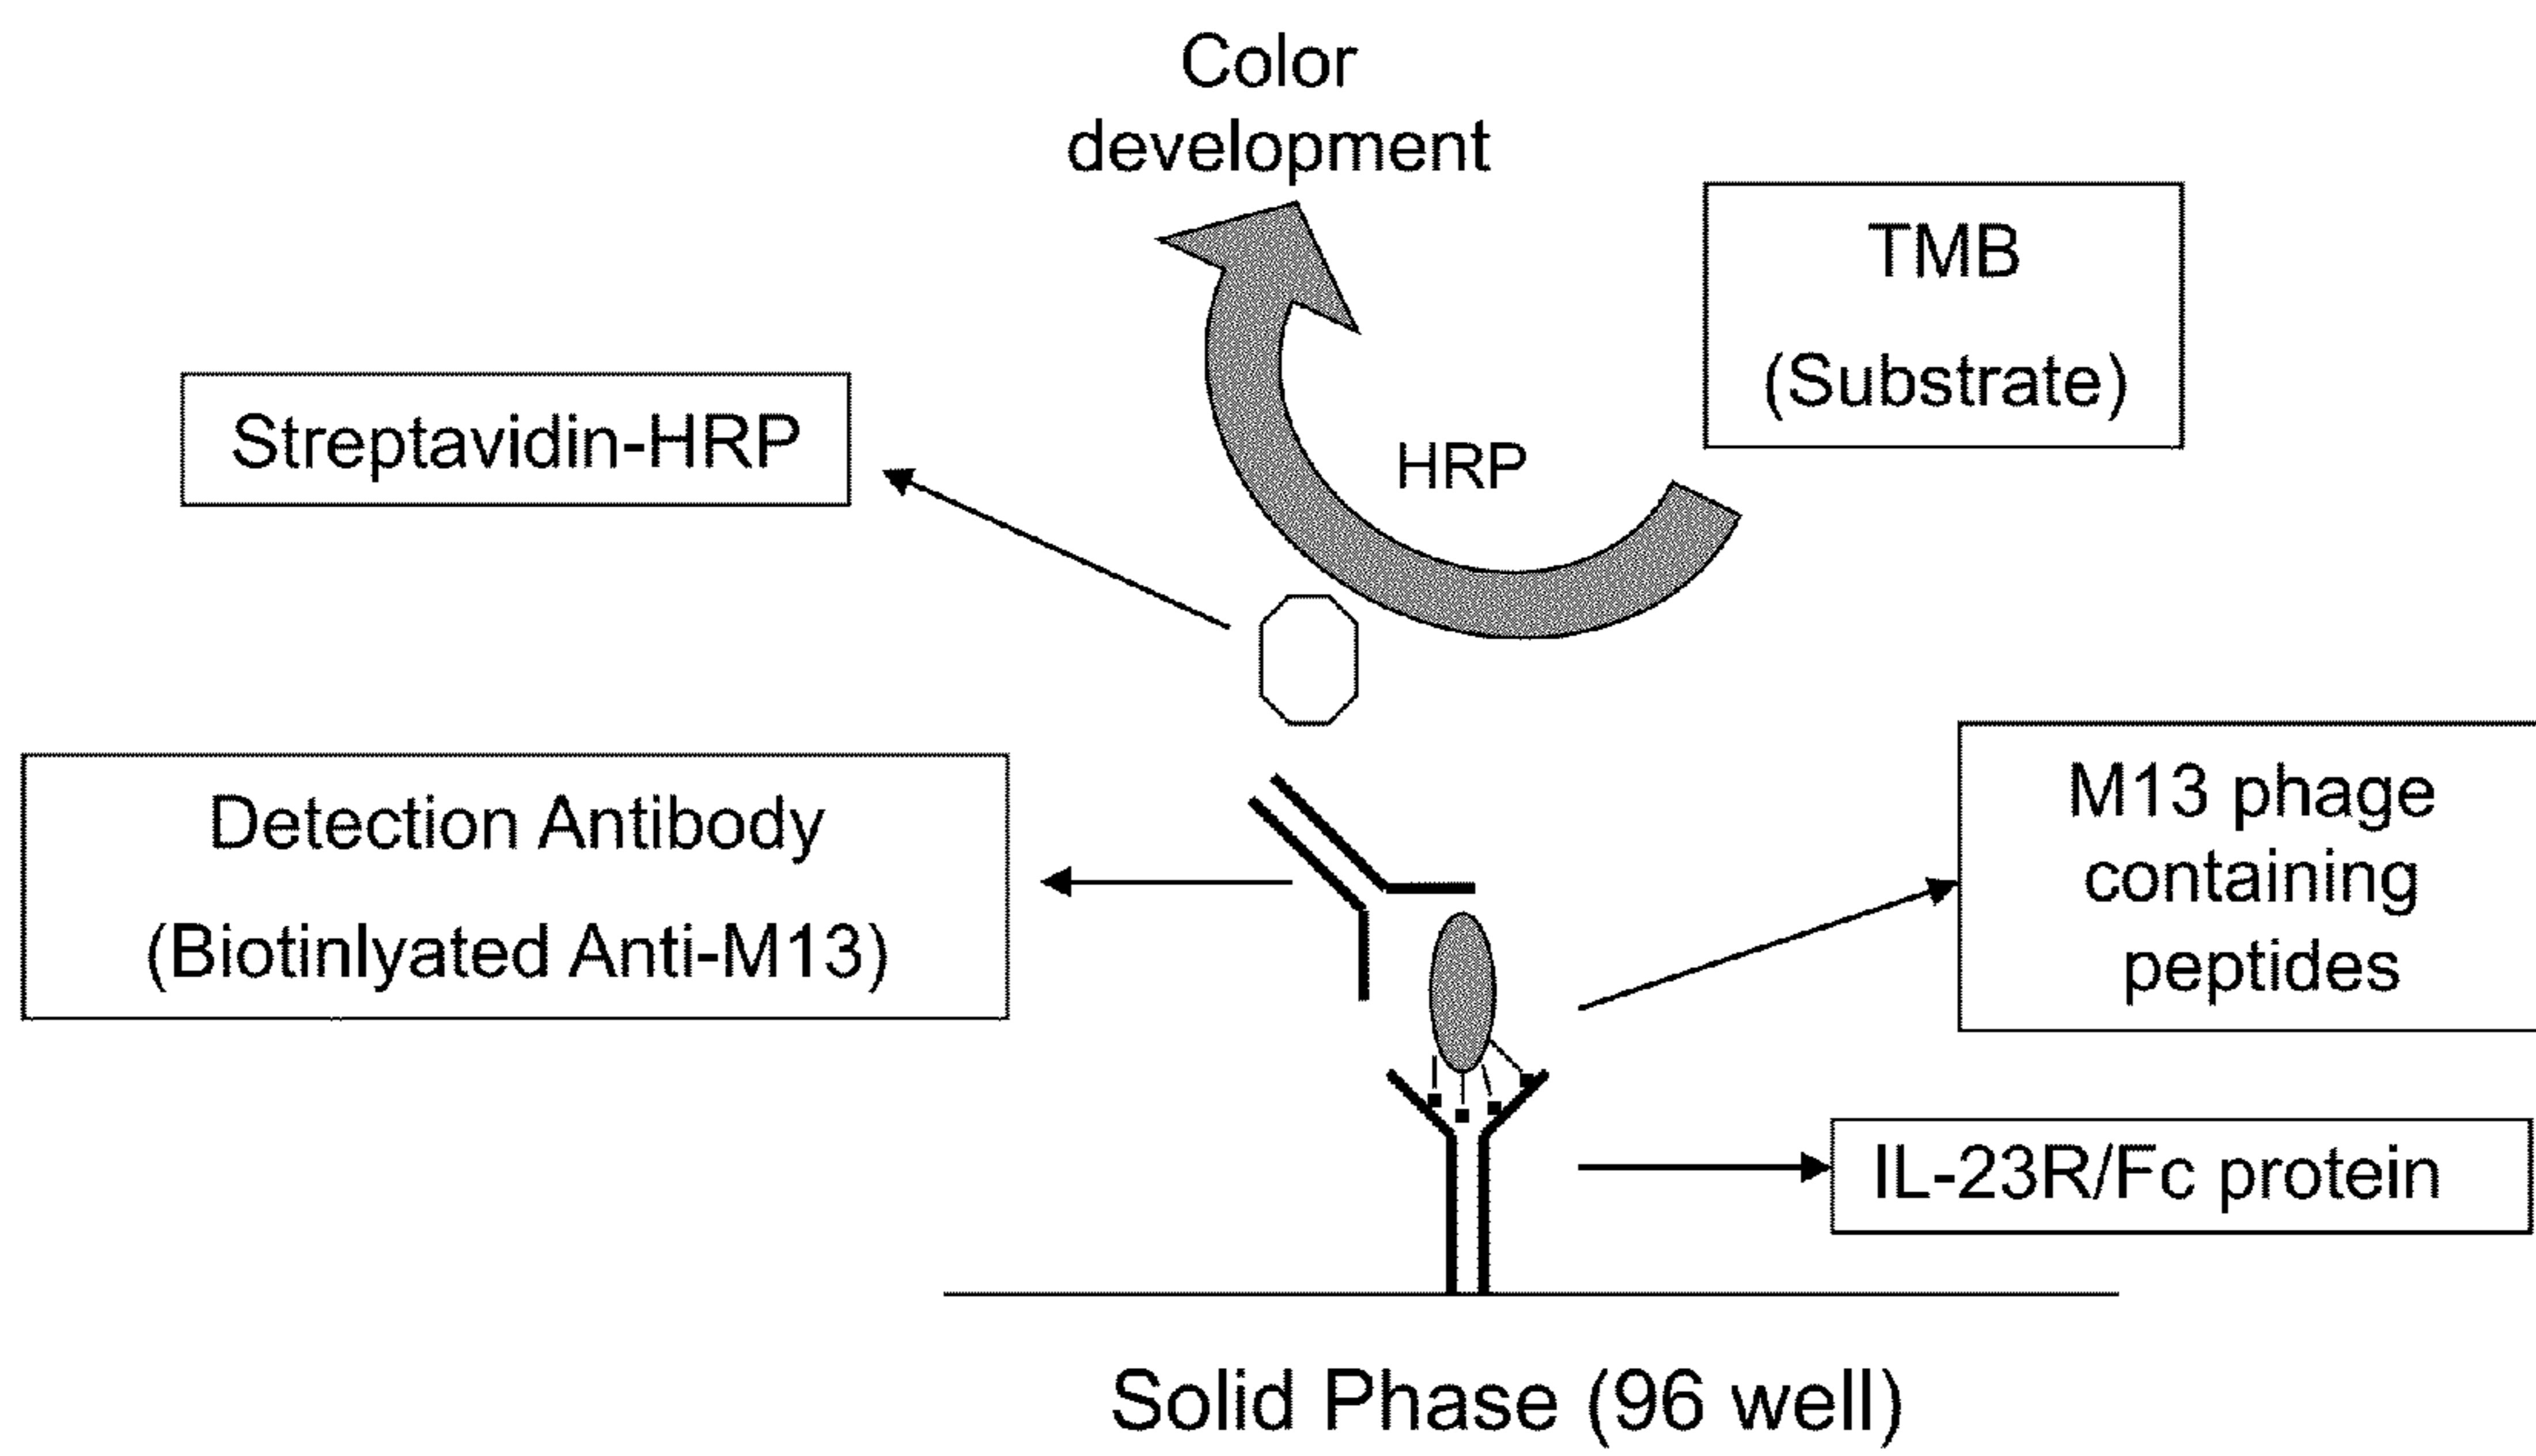 Color
development
TMB
(Substrate)
Streptavidin-HRP
HRP
Detection Antibody
(Biotinlyated Anti-M13)
M13 phage
containing
peptides
IL-23R/Fc protein
Solid Phase (96 well)